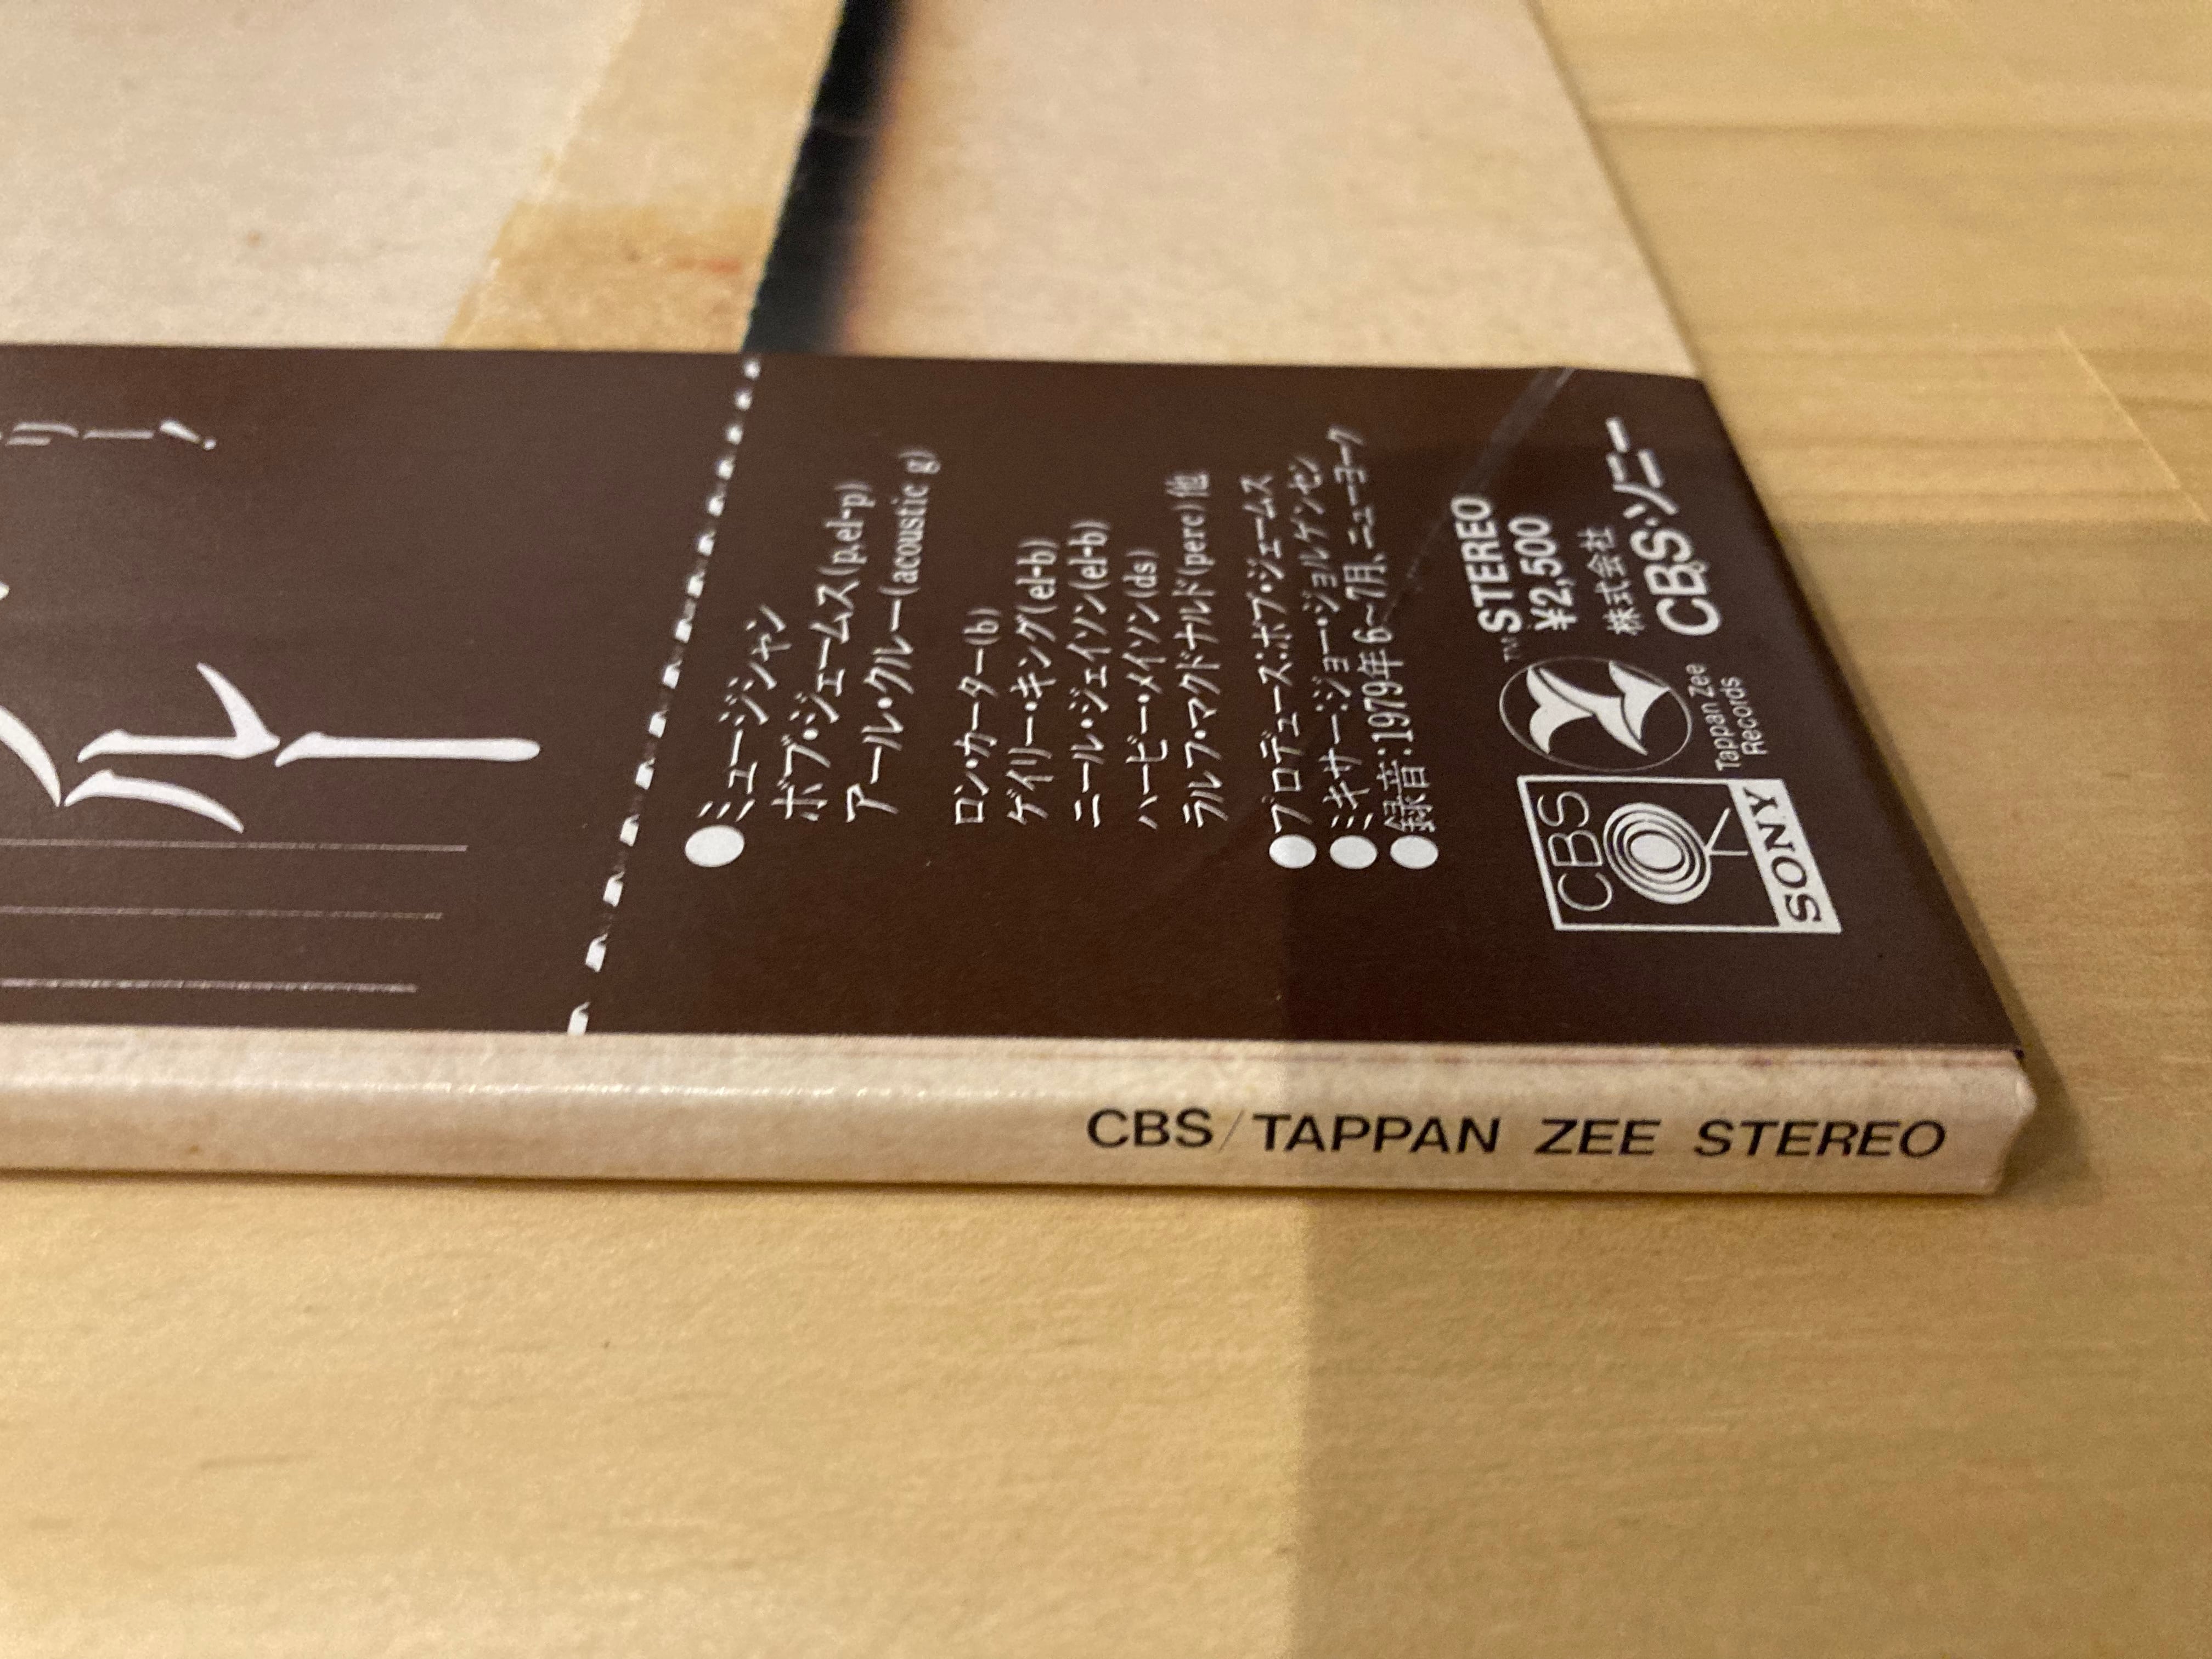 リー!
ルー
●ミュージシャン
ボブ・ジェームス(p,el-p)
アール・クルー(acoustic g)
ロン・カーター(b)
ゲイリー・キング(el-b)
ニール・ジェイソン(el-b)
ハービー・メイソン(ds)
ラルフ・マクドナルド(perc)他
●プロデュース:ボブ・ジェームス
●ミキサー:ジョー・ジョルゲンセン
●録音:1979年6~7月、ニューヨーク
CBS
SONY
Tappan Zee
Records
TM
STEREO
¥2,500
株式会社
CBS・ソニー
CBS/TAPPAN ZEE STEREO